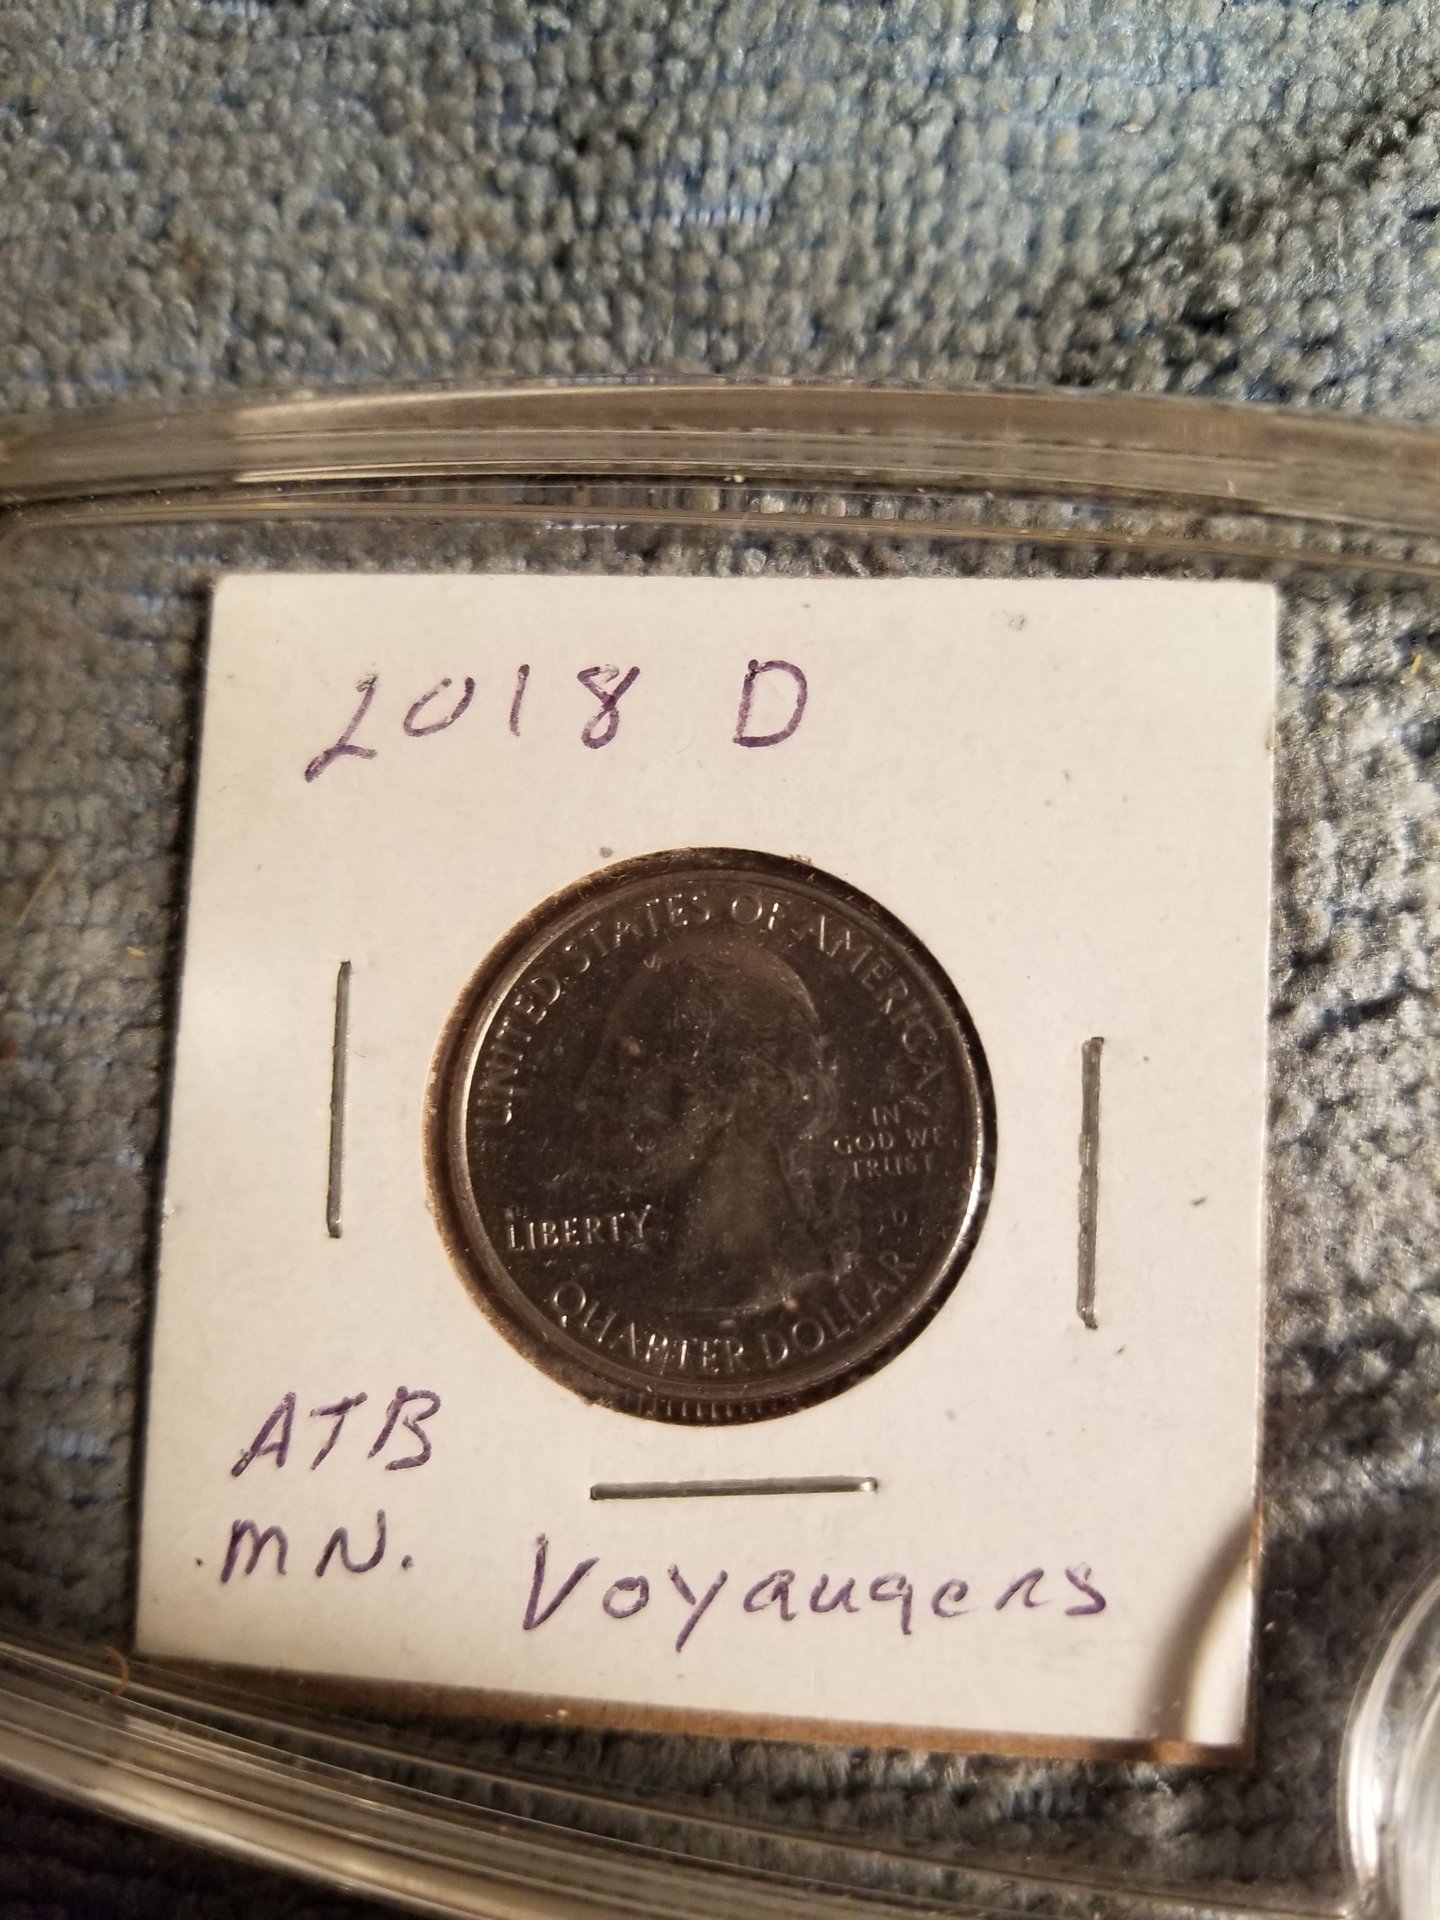 2018 D
UNITED STATES OF AMERICA
IN
GOD WE
TRUST
LIBERTY
D
QUARTER DOLLAR
ATB
MN.
Voyaugers